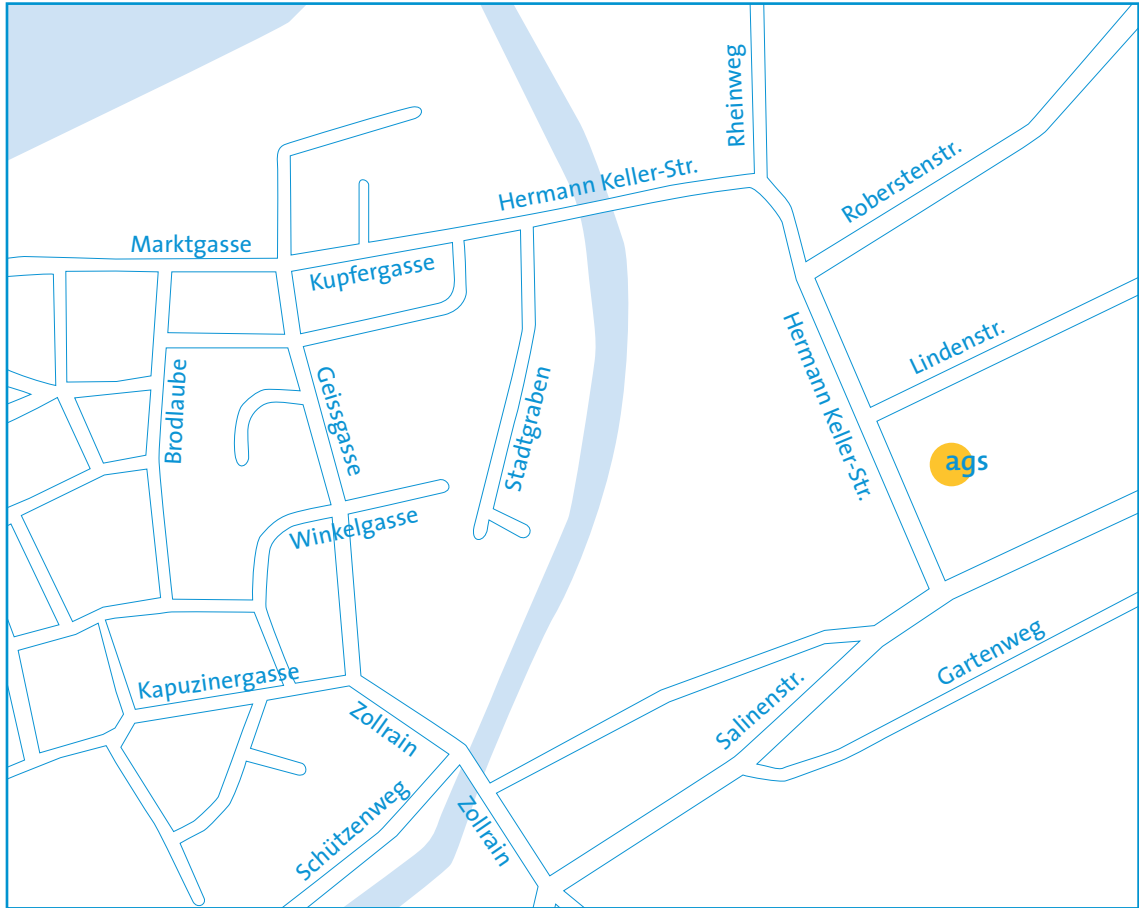 Rheinweg
Roberstenstr.
Hermann Keller-Str.
Marktgasse
Kupfergasse
Lindenstr.
Hermann Keller-Str.
Brodlaube
Geissgasse
Stadtgraben
ags
Winkelgasse
Gartenweg
Kapuzinergasse
Salinenstr.
Zollrain
Schützenweg
Zollrain